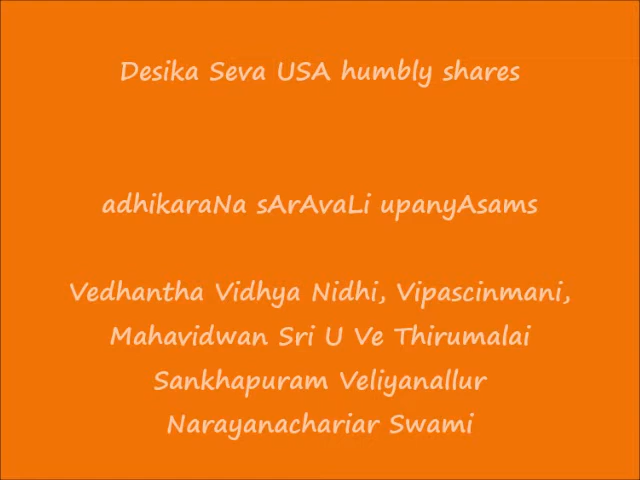 Desika Seva USA humbly shares
adhikaraNa sArAvaLi upanyAsams
Vedhantha Vidhya Nidhi, Vipascinmani,
Mahavidwan Sri U Ve Thirumalai
Sankhapuram Veliyanallur
Narayanachariar Swami